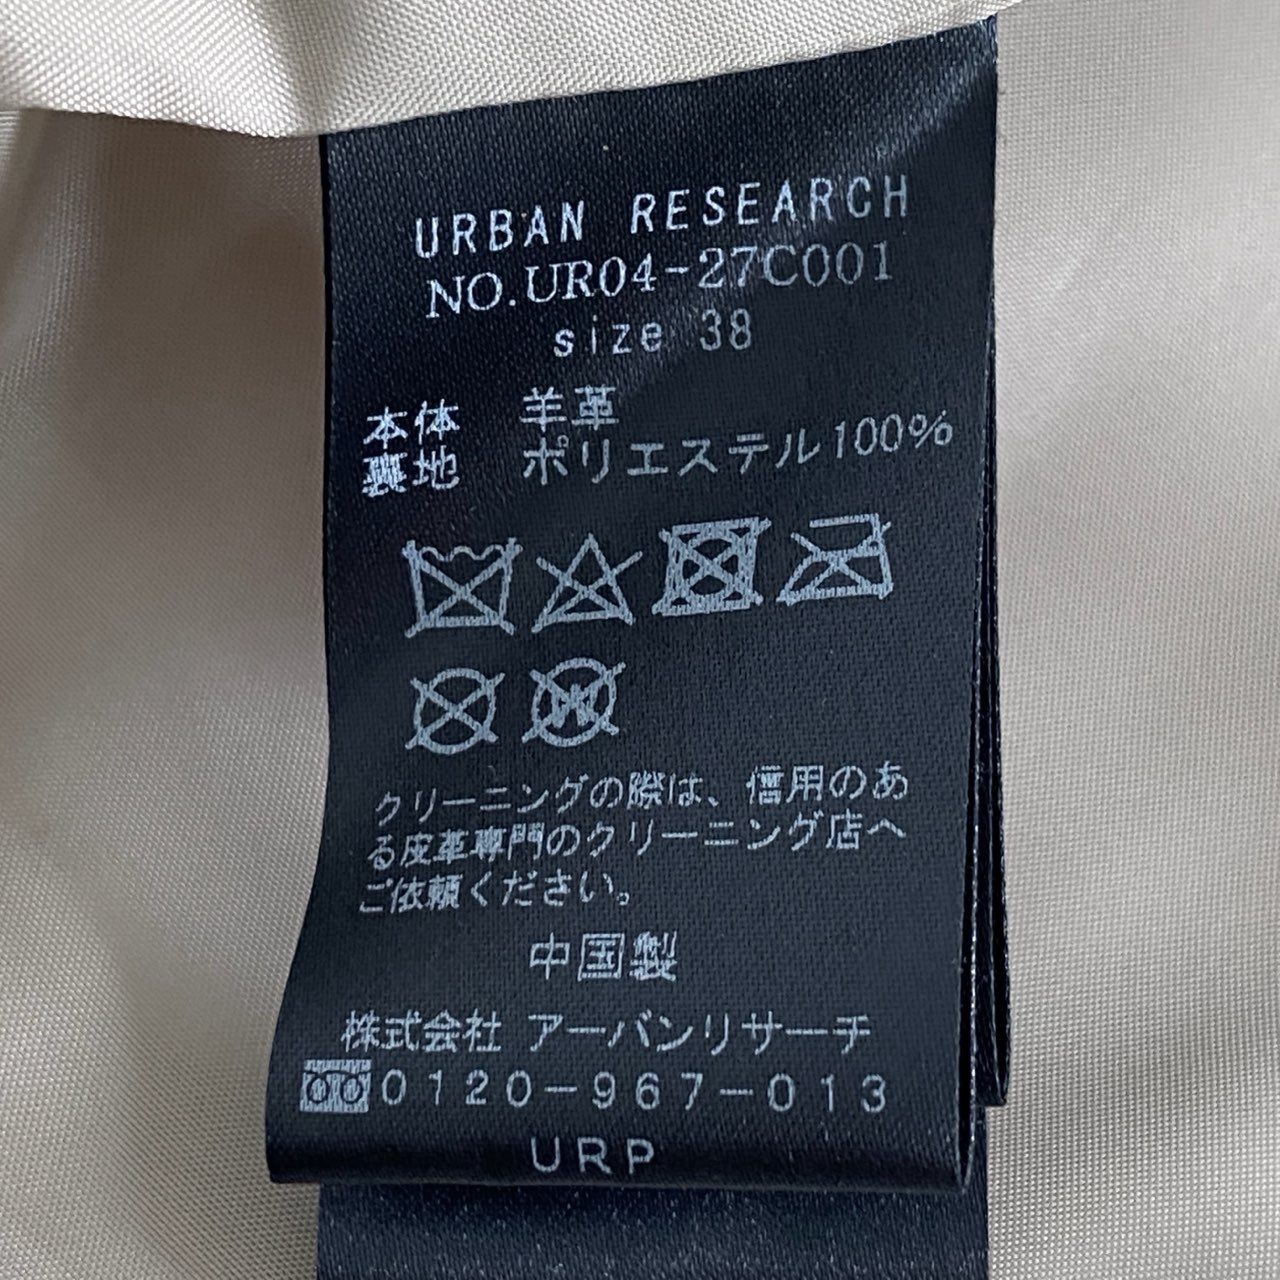 URBAN RESEARCH
NO.UR04-27C001
size 38
本体 羊革
裏地 ポリエステル100%
W
クリーニングの際は、信用のあ
る皮革専門のクリーニング店へ
ご依頼ください。
中国製
株式会社 アーバンリサーチ
0120-967-013
URP